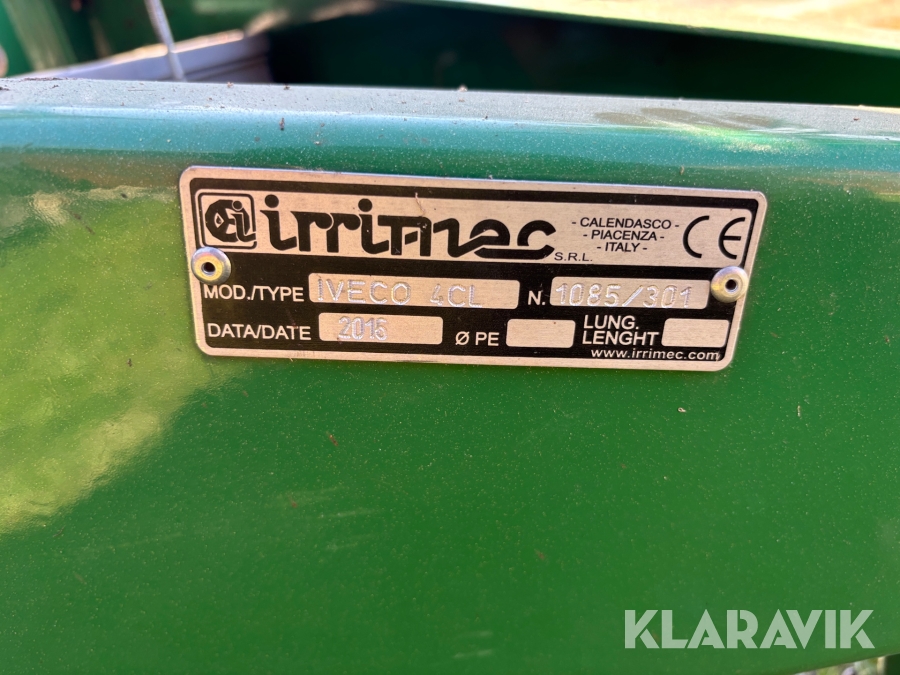 irrimec
S.R.L.
- CALENDASCO -
- PIACENZA -
- ITALY -
CE
MOD./TYPE IVECO 4CL N. 1085/301
DATA/DATE 2016 Ø PE LUNG. LENGHT
www.irrimec.com
KLARAVIK